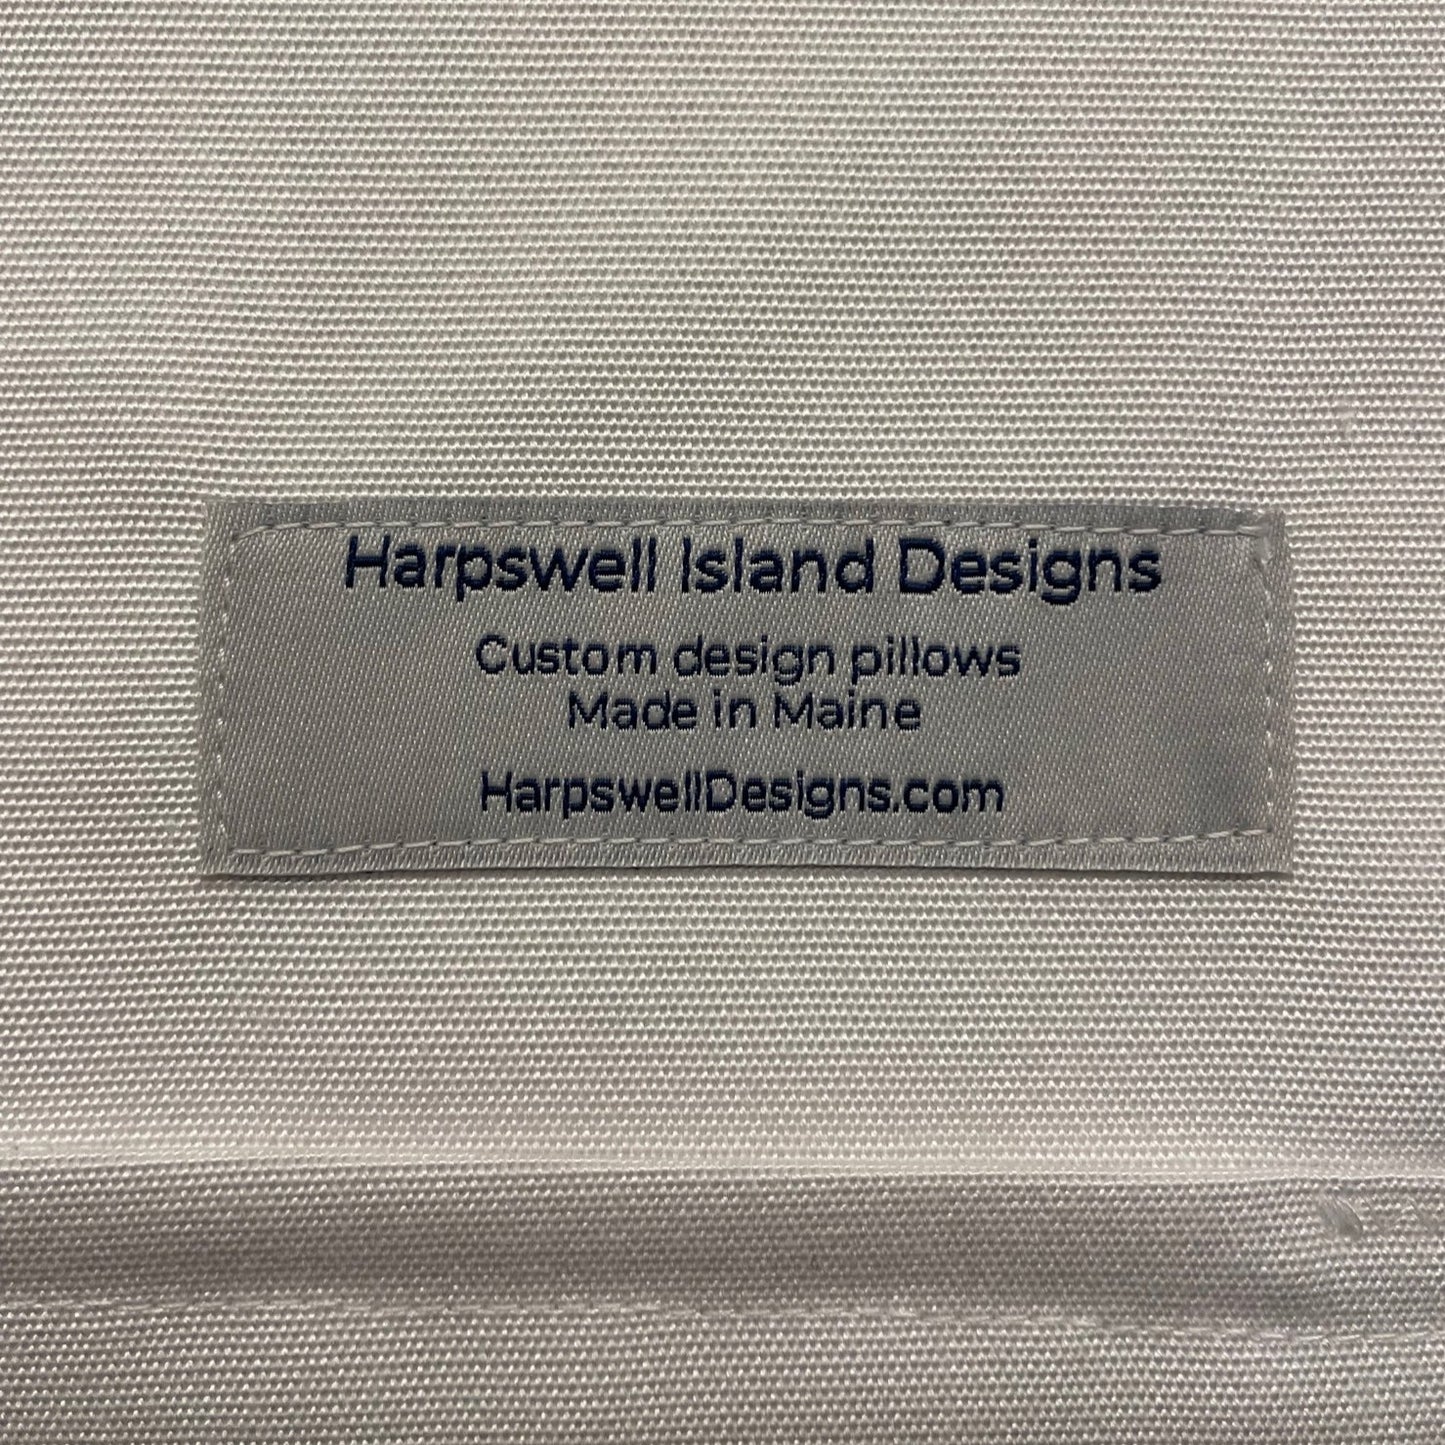 Harpswell Island Designs
Custom design pillows
Made in Maine
HarpswellDesigns.com